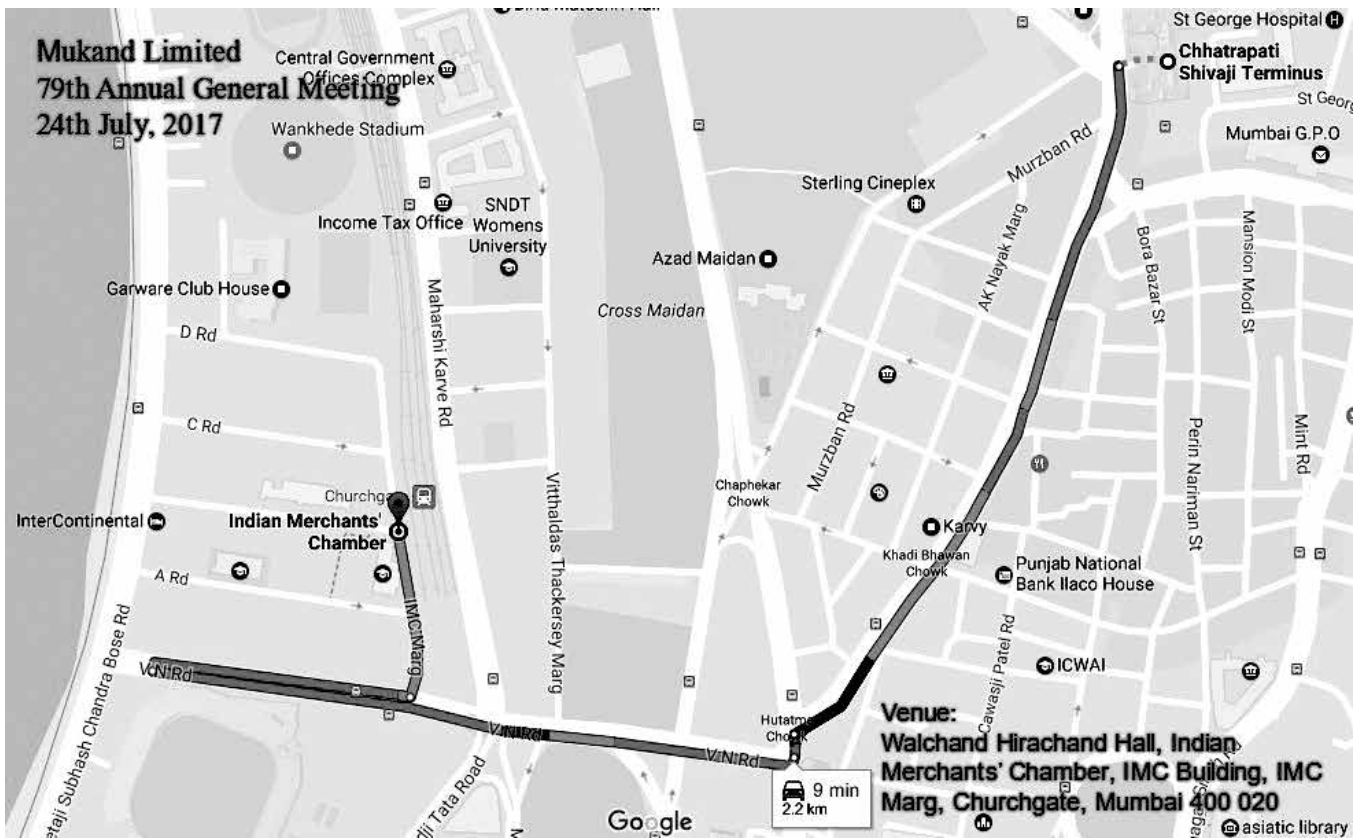 Mukand Limited
79th Annual General Meeting
24th July, 2017
Central Government
Offices Complex
Wankhede Stadium
Income Tax Office
SNDT
Womens
University
Garware Club House
D Rd
C Rd
A Rd
Maharshi Karve Rd
Vitthaldas Thackersey Marg
InterContinental
Indian Merchants'
Chamber
IMC Marg
V N Rd
V N Rd
V N Rd
Subhash Chandra Bose Rd
Tata Road
Cross Maidan
Azad Maidan
Sterling Cineplex
Murzban Rd
Murzban Rd
AK Nayak Marg
St George Hospital
H
Chhatrapati
Shivaji Terminus
St George
Mumbai G.P.O
Bora Bazar St
Mansion Modi St
Perin Nariman St
Mint Rd
Chaphekar
Chowk
Karvy
Khadi Bhawan
Chowk
Punjab National
Bank Ilaco House
Cawasji Patel Rd
ICWAI
Hutatma
Chowk
9 min
2.2 km
Google
Venue:
Walchand Hirachand Hall, Indian
Merchants' Chamber, IMC Building, IMC
Marg, Churchgate, Mumbai 400 020
asiatic library